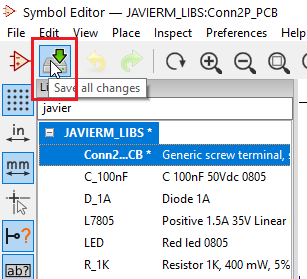 Symbol Editor — JAVIERM_LIBS:Conn2P_PCB
File Edit View Place Inspect Preferences H
Save all changes
Li
javier
in
JAVIERM_LIBS *
mm
Conn2...CB * Generic screw terminal, s
C_100nF C 100nF 50Vdc 0805
D_1A Diode 1A
L7805 Positive 1.5A 35V Linear
LED Red led 0805
ab? R_1K Resistor 1K, 400 mW, 5%